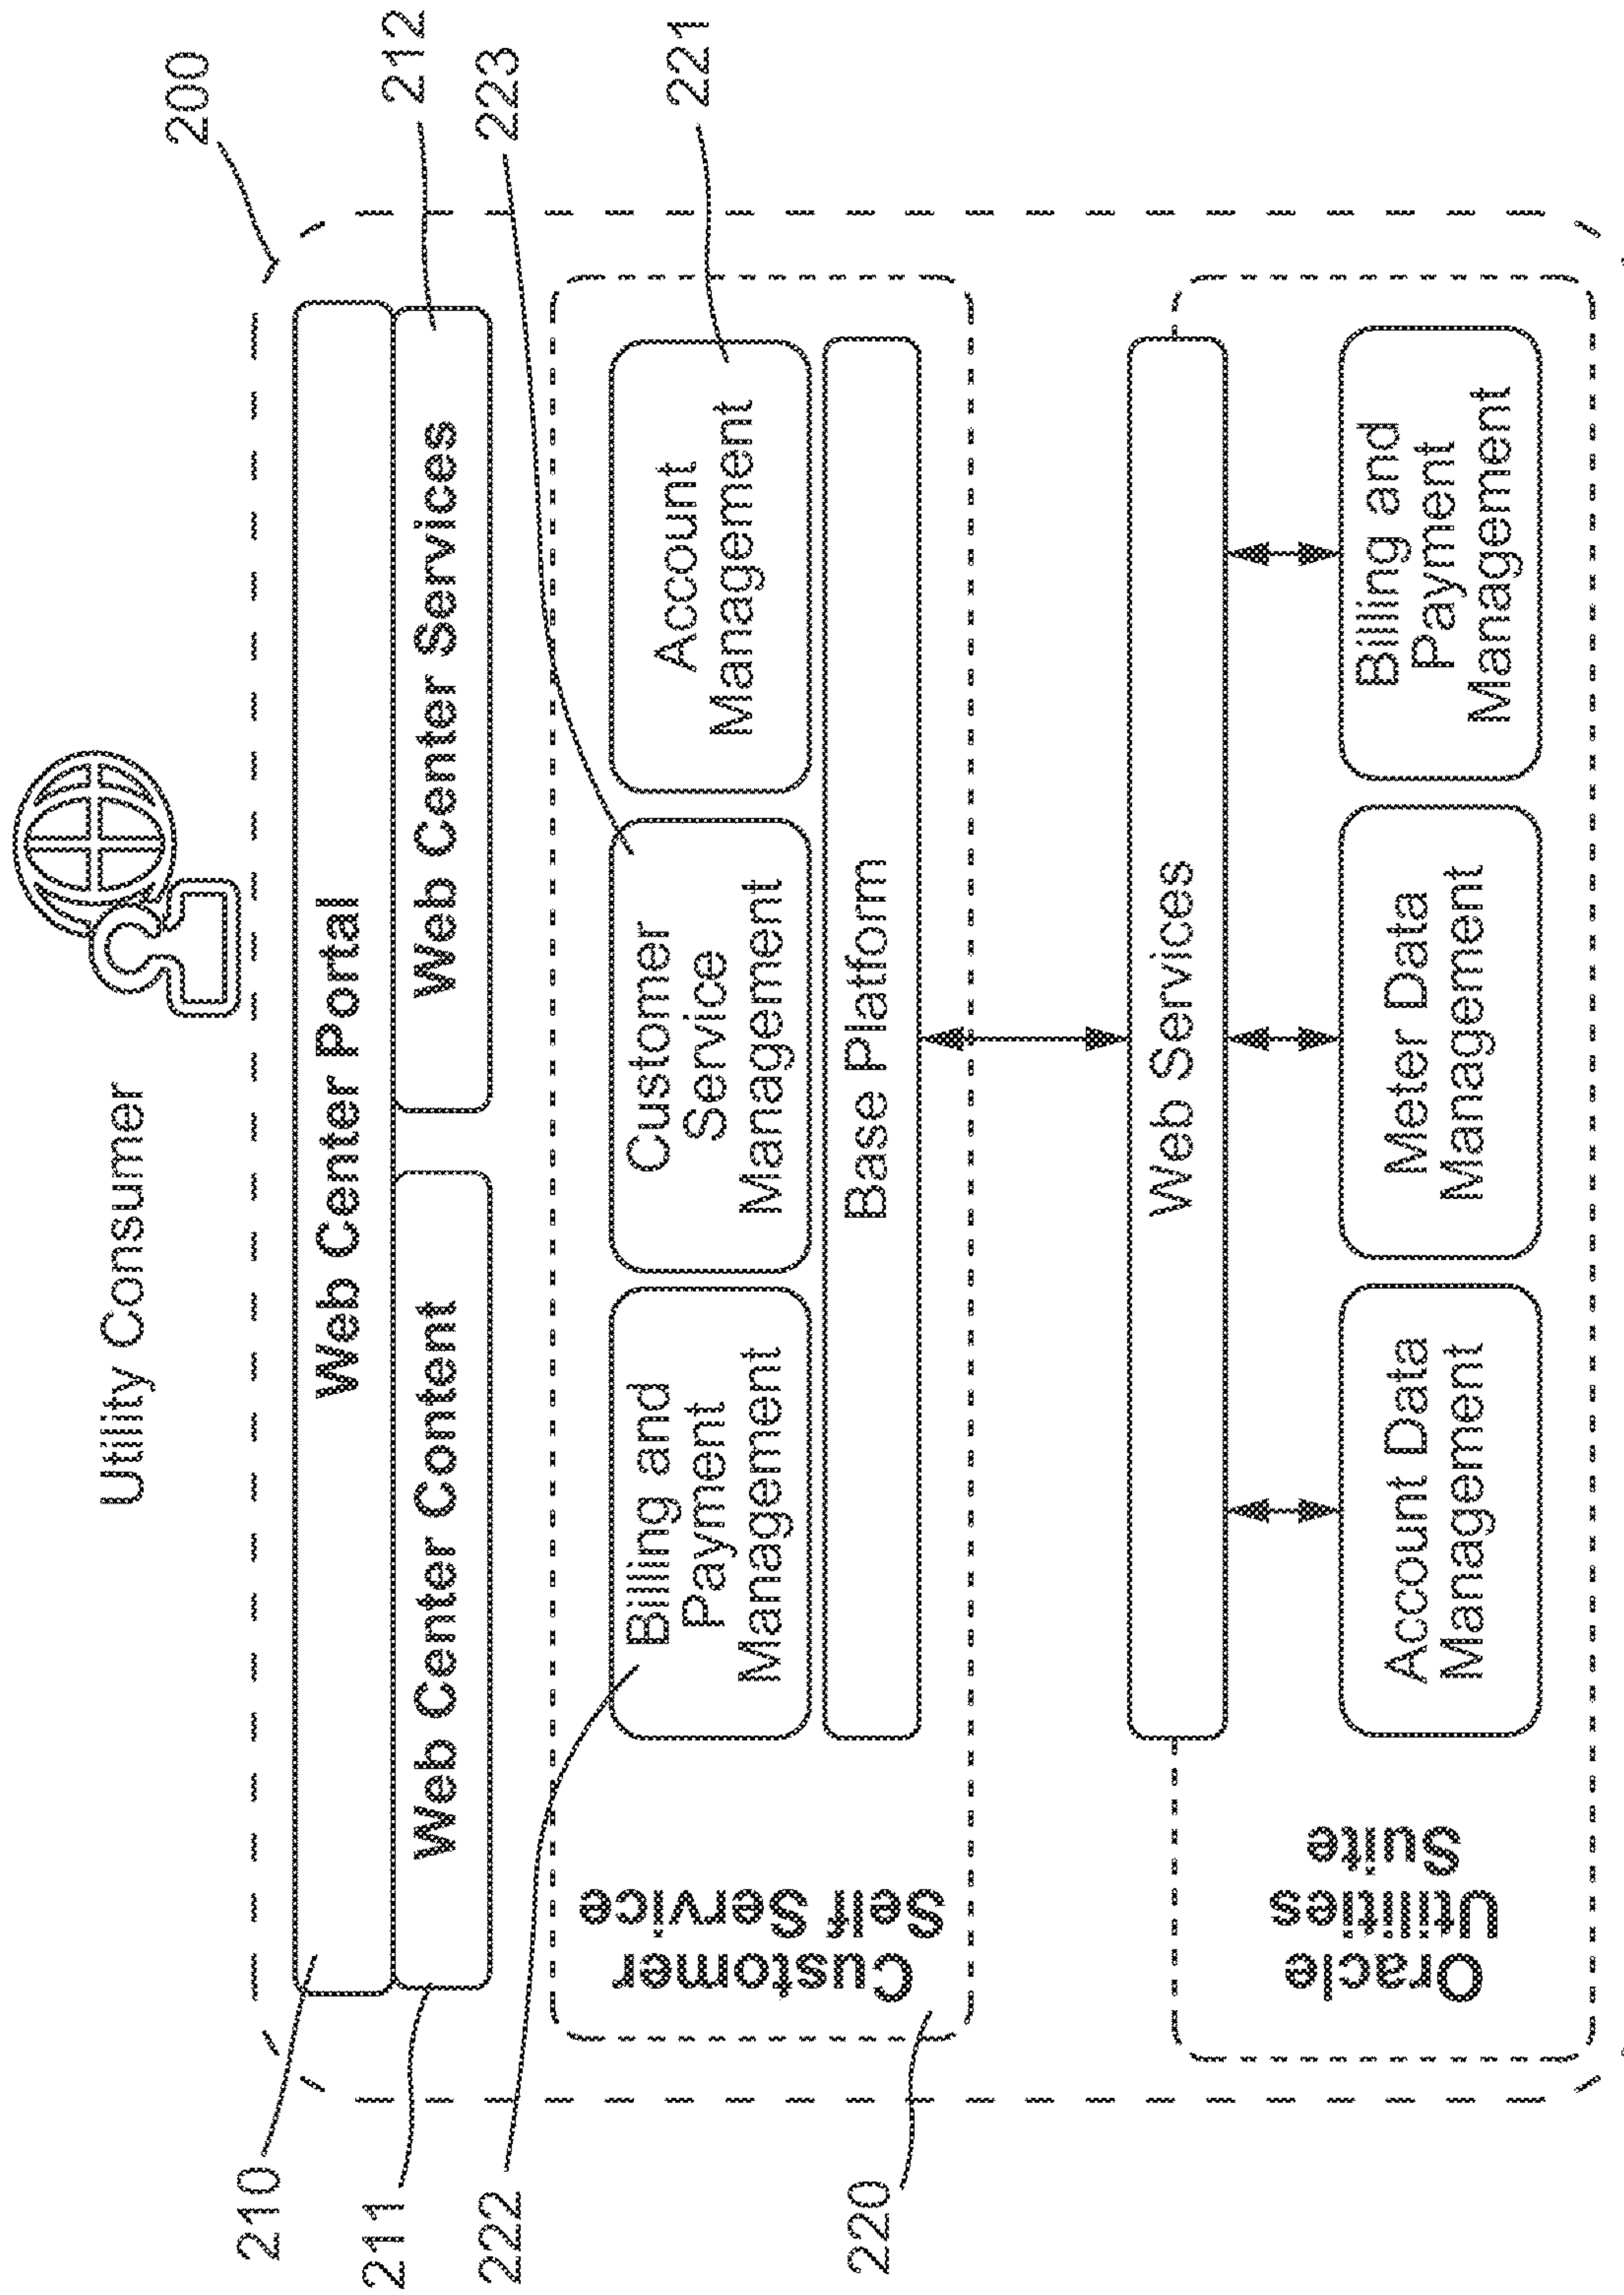 Utility Consumer
200
210
Web Center Portal
211
Web Center Content
Web Center Services
212
222
223
Customer
Self Service
Billing and
Payment
Management
Customer
Service
Management
Account
Management
221
Base Platform
220
Web Services
Oracle
Utilities
Suite
Account Data
Management
Meter Data
Management
Billing and
Payment
Management